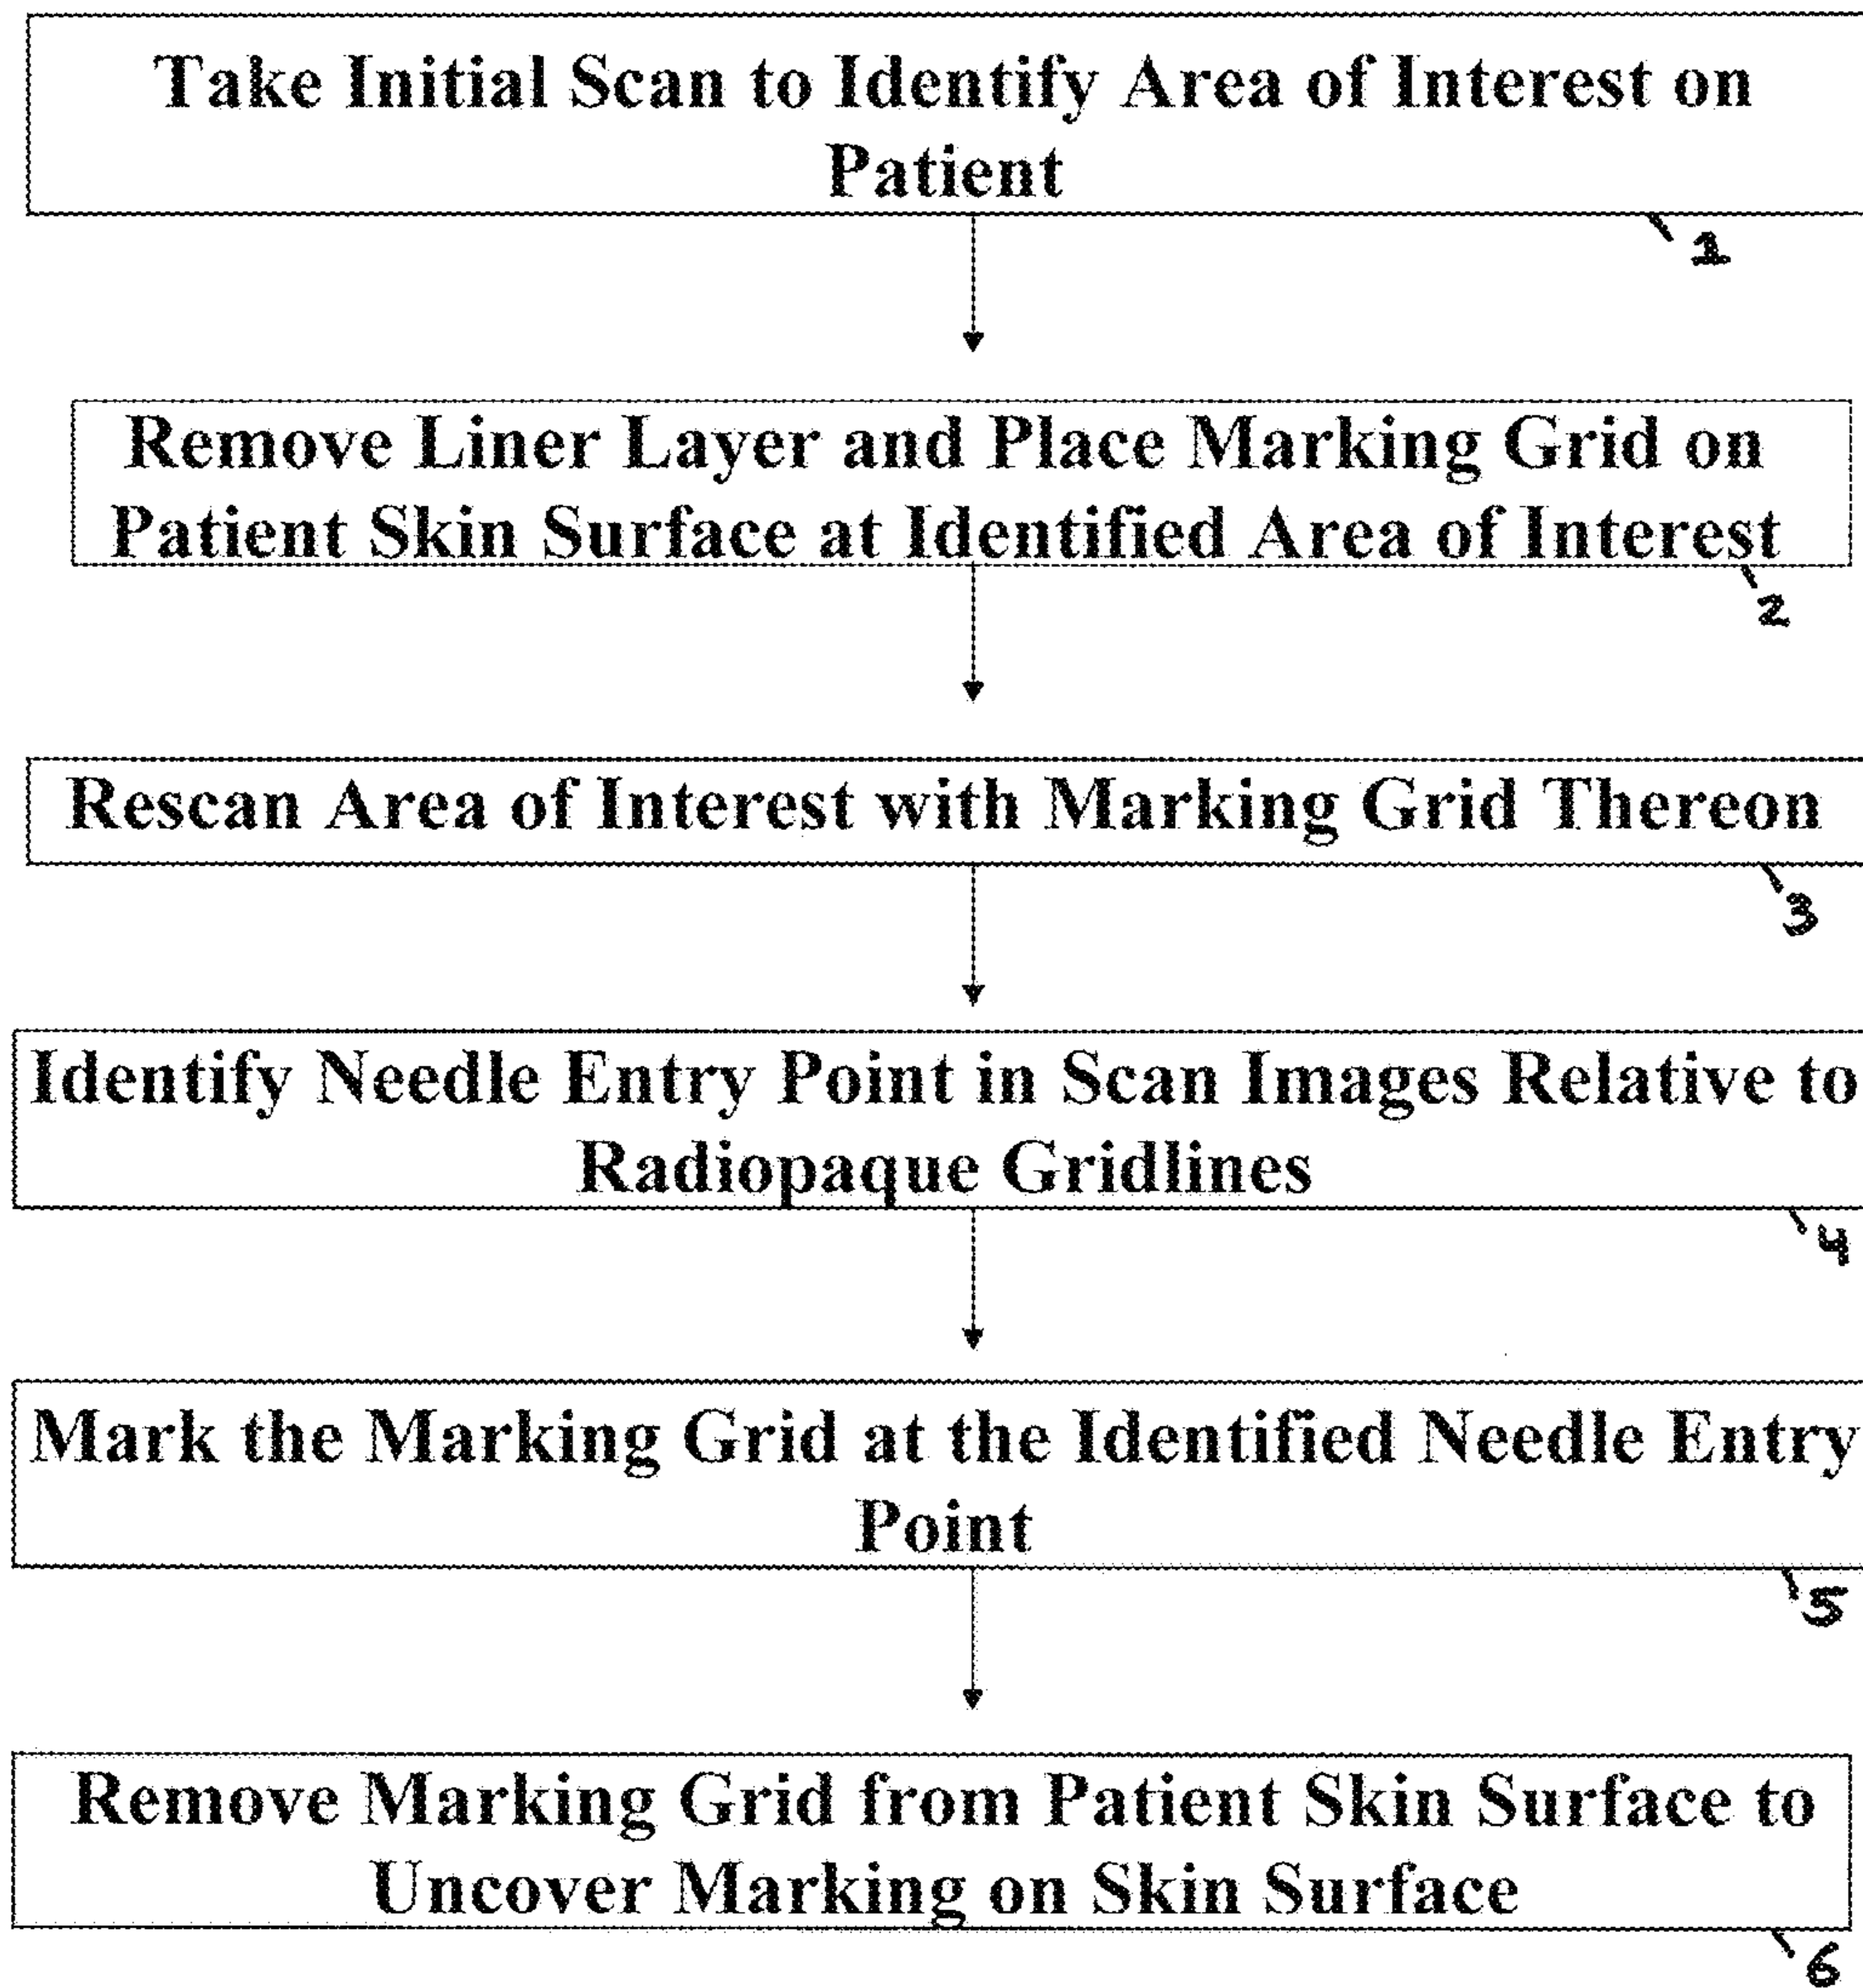 Take Initial Scan to Identify Area of Interest on
Patient
1
Remove Liner Layer and Place Marking Grid on
Patient Skin Surface at Identified Area of Interest
2
Rescan Area of Interest with Marking Grid Thereon
3
Identify Needle Entry Point in Scan Images Relative to
Radiopaque Gridlines
4
Mark the Marking Grid at the Identified Needle Entry
Point
5
Remove Marking Grid from Patient Skin Surface to
Uncover Marking on Skin Surface
6